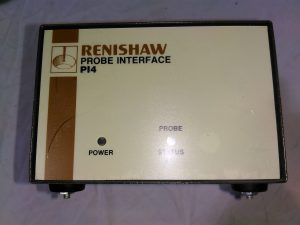 RENISHAW
PROBE INTERFACE
PI4
PROBE
POWER
STATUS